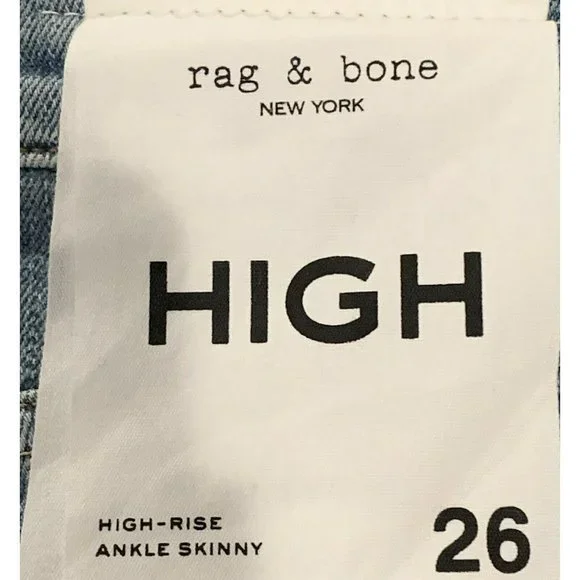 rag & bone
NEW YORK
HIGH
HIGH-RISE
ANKLE SKINNY
26